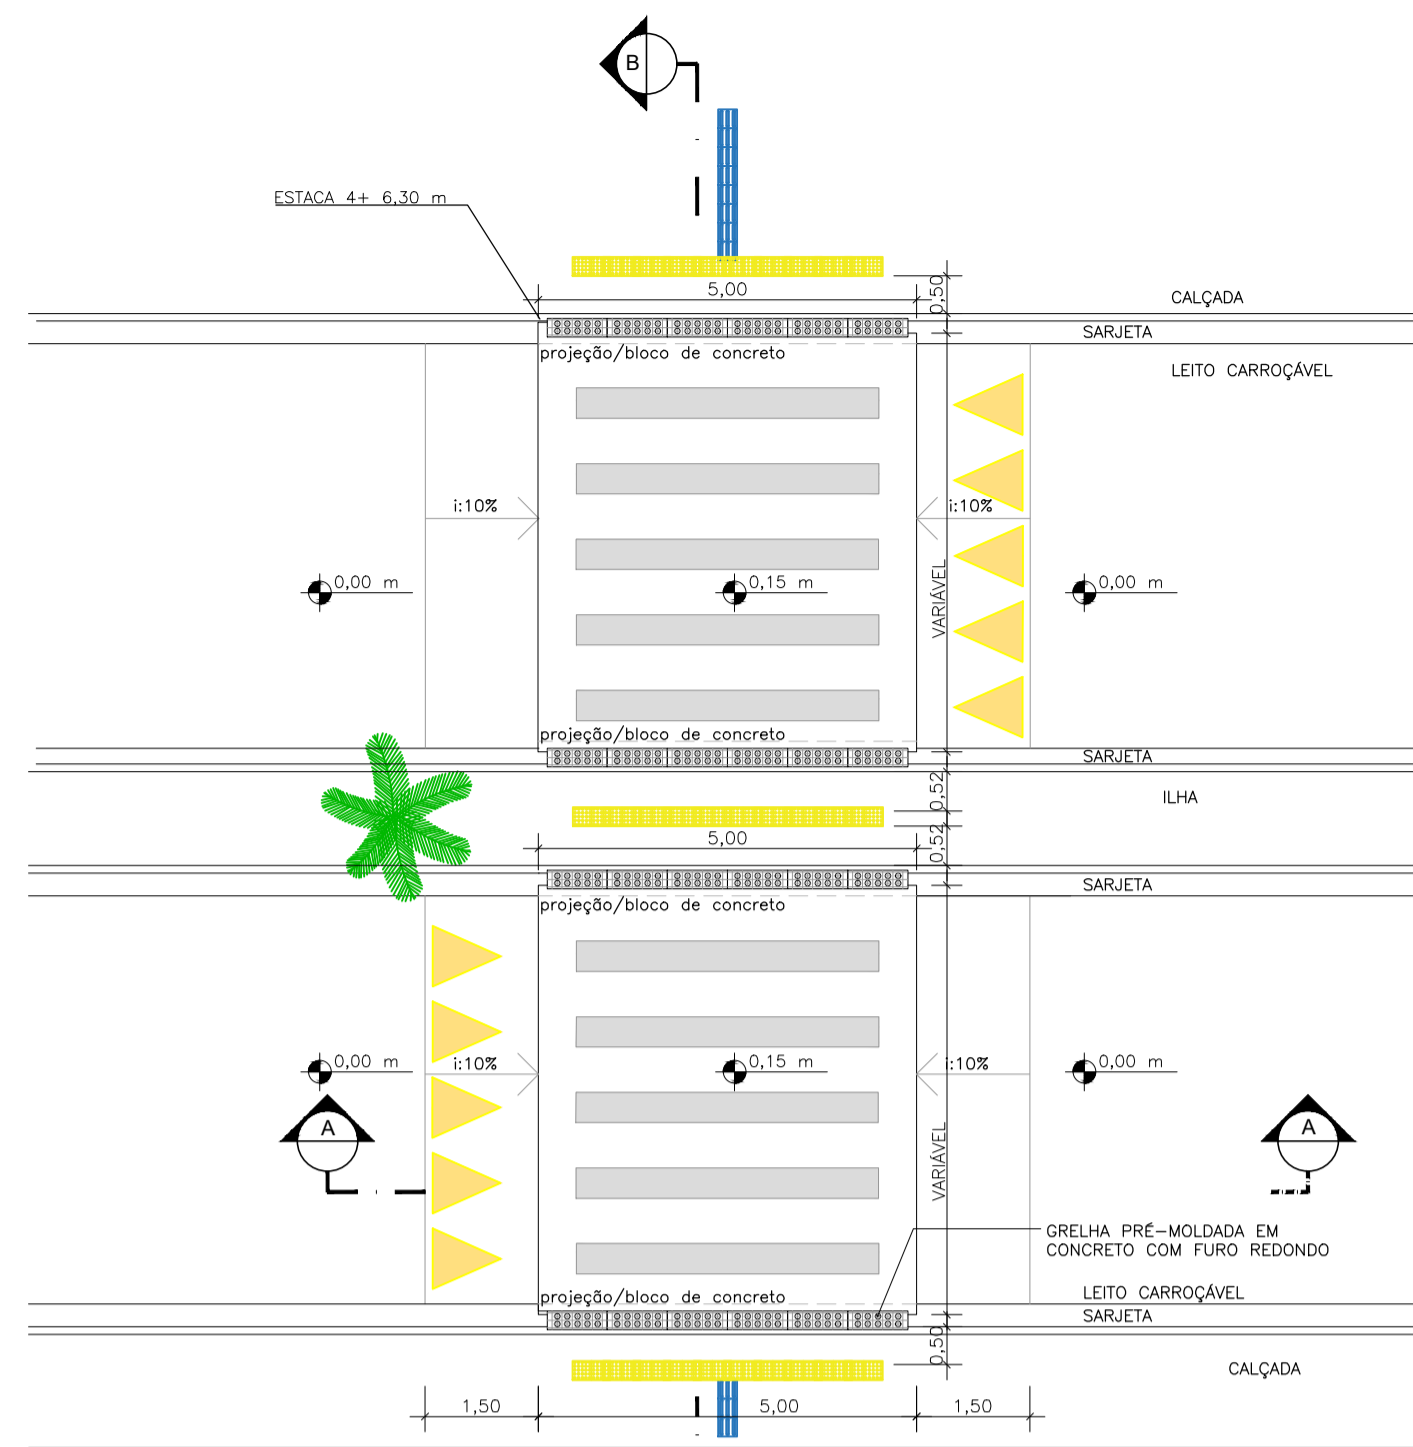 B
ESTACA 4+ 6,30 m
5,00
0,50
CALÇADA
SARJETA
projeção/bloco de concreto
LEITO CARROÇÁVEL
i:10%
i:10%
0,00 m
0,15 m
VARIÁVEL
0,00 m
projeção/bloco de concreto
SARJETA
0,52
ILHA
0,52
5,00
SARJETA
projeção/bloco de concreto
0,00 m
i:10%
0,15 m
i:10%
0,00 m
A
A
VARIÁVEL
GRELHA PRÉ-MOLDADA EM
CONCRETO COM FURO REDONDO
projeção/bloco de concreto
LEITO CARROÇÁVEL
SARJETA
0,50
CALÇADA
1,50
5,00
1,50